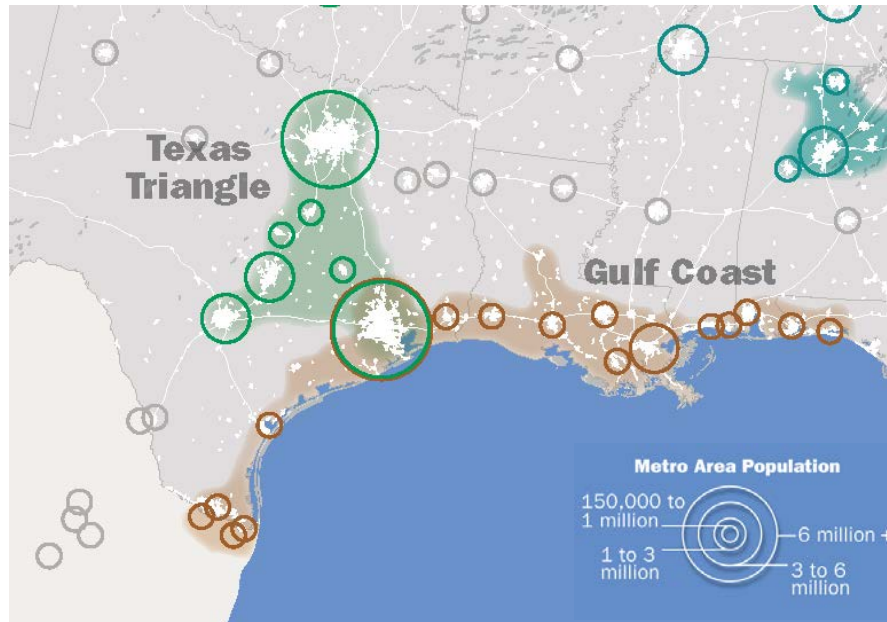 Texas
Triangle
Gulf Coast
Metro Area Population
150,000 to
1 million
6 million +
1 to 3
million
3 to 6
million